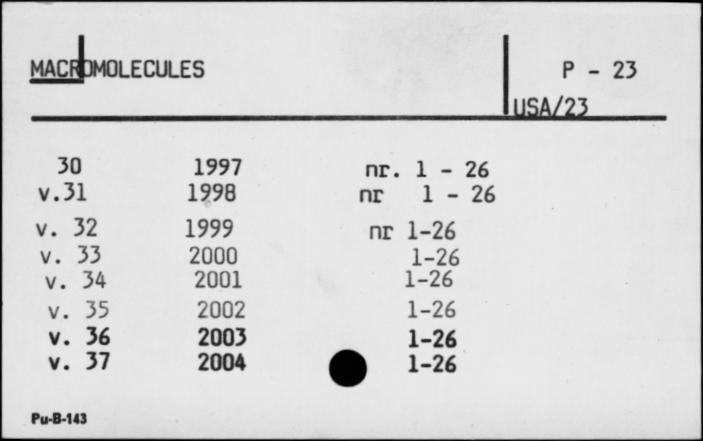 MACROMOLECULES P - 23
USA/23
30 1997 nr. 1 - 26
v.31 1998 nr 1 - 26
v. 32 1999 nr 1-26
v. 33 2000 1-26
v. 34 2001 1-26
v. 35 2002 1-26
v. 36 2003 1-26
v. 37 2004 1-26
Pu-B-143